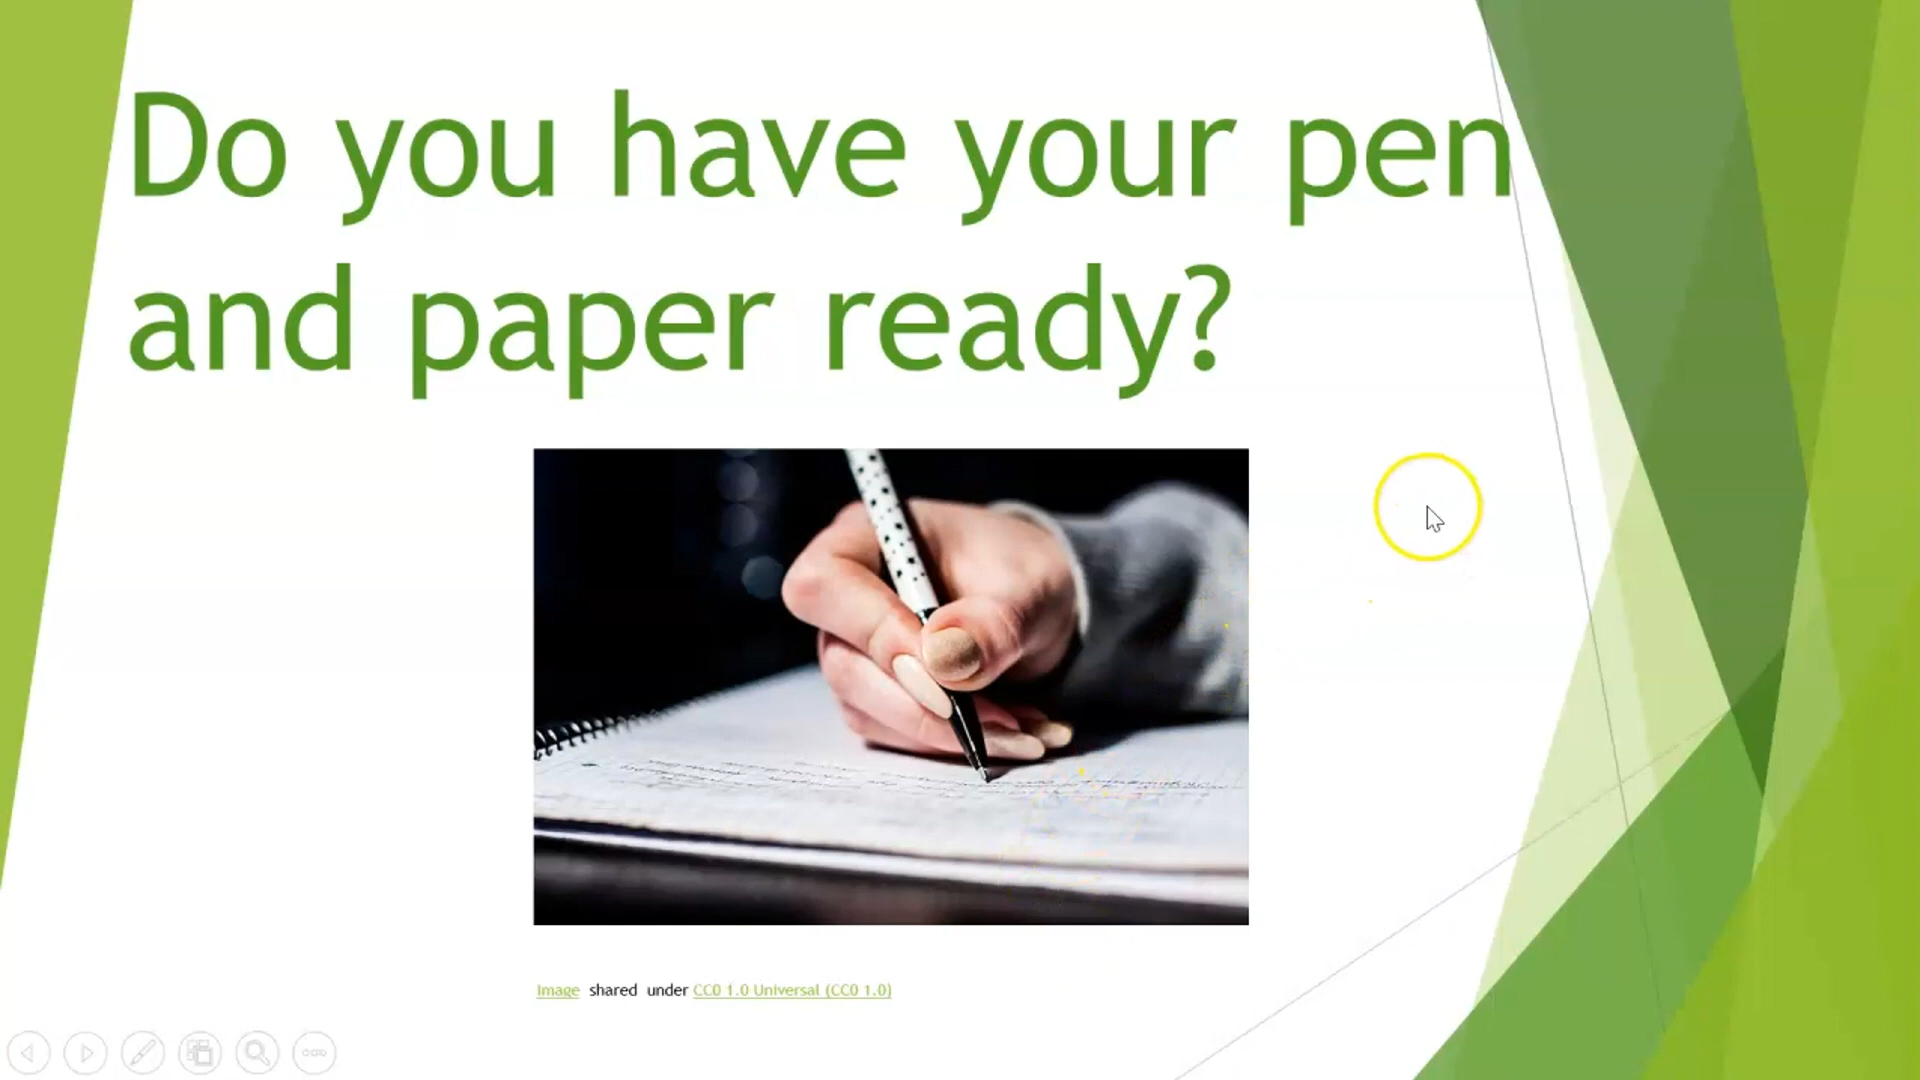 Do you have your pen
and paper ready?
Image shared under CC0 1.0 Universal (CC0 1.0)